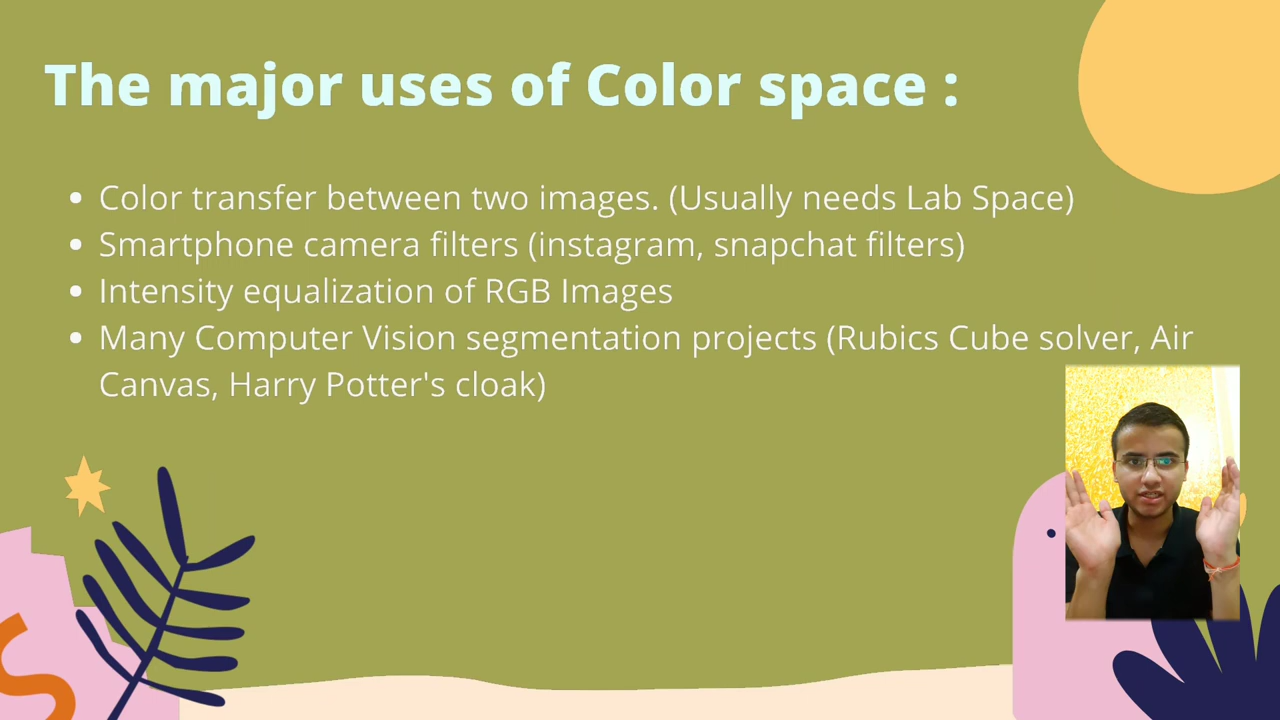 The major uses of Color space :
• Color transfer between two images. (Usually needs Lab Space)
• Smartphone camera filters (instagram, snapchat filters)
• Intensity equalization of RGB Images
• Many Computer Vision segmentation projects (Rubics Cube solver, Air
Canvas, Harry Potter's cloak)
S